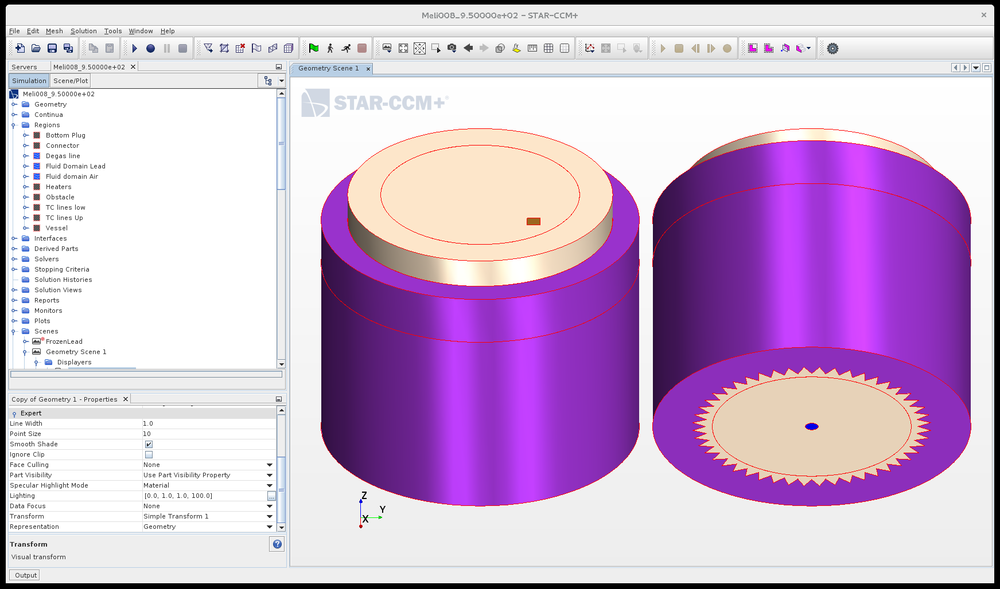 Meli008_9.50000e+02 - STAR-CCM+
File Edit Mesh Solution Tools Window Help
Servers
Meli008_9.50000e+02
Simulation
Scene/Plot
Meli008_9.50000e+02
Geometry
Continua
Regions
Bottom Plug
Connector
Degas line
Fluid Domain Lead
Fluid domain Air
Heaters
Obstacle
TC lines low
TC lines Up
Vessel
Interfaces
Derived Parts
Solvers
Stopping Criteria
Solution Histories
Solution Views
Reports
Monitors
Plots
Scenes
FrozenLead
Geometry Scene 1
Displayers
Copy of Geometry 1 - Properties
Expert
Line Width 1.0
Point Size 10
Smooth Shade
Ignore Clip
Face Culling None
Part Visibility Use Part Visibility Property
Specular Highlight Mode Material
Lighting [0.0, 1.0, 1.0, 100.0] ...
Data Focus None
Transform Simple Transform 1
Representation Geometry
Transform
?
Visual transform
Output
Geometry Scene 1
STAR-CCM+®
Z
Y
X